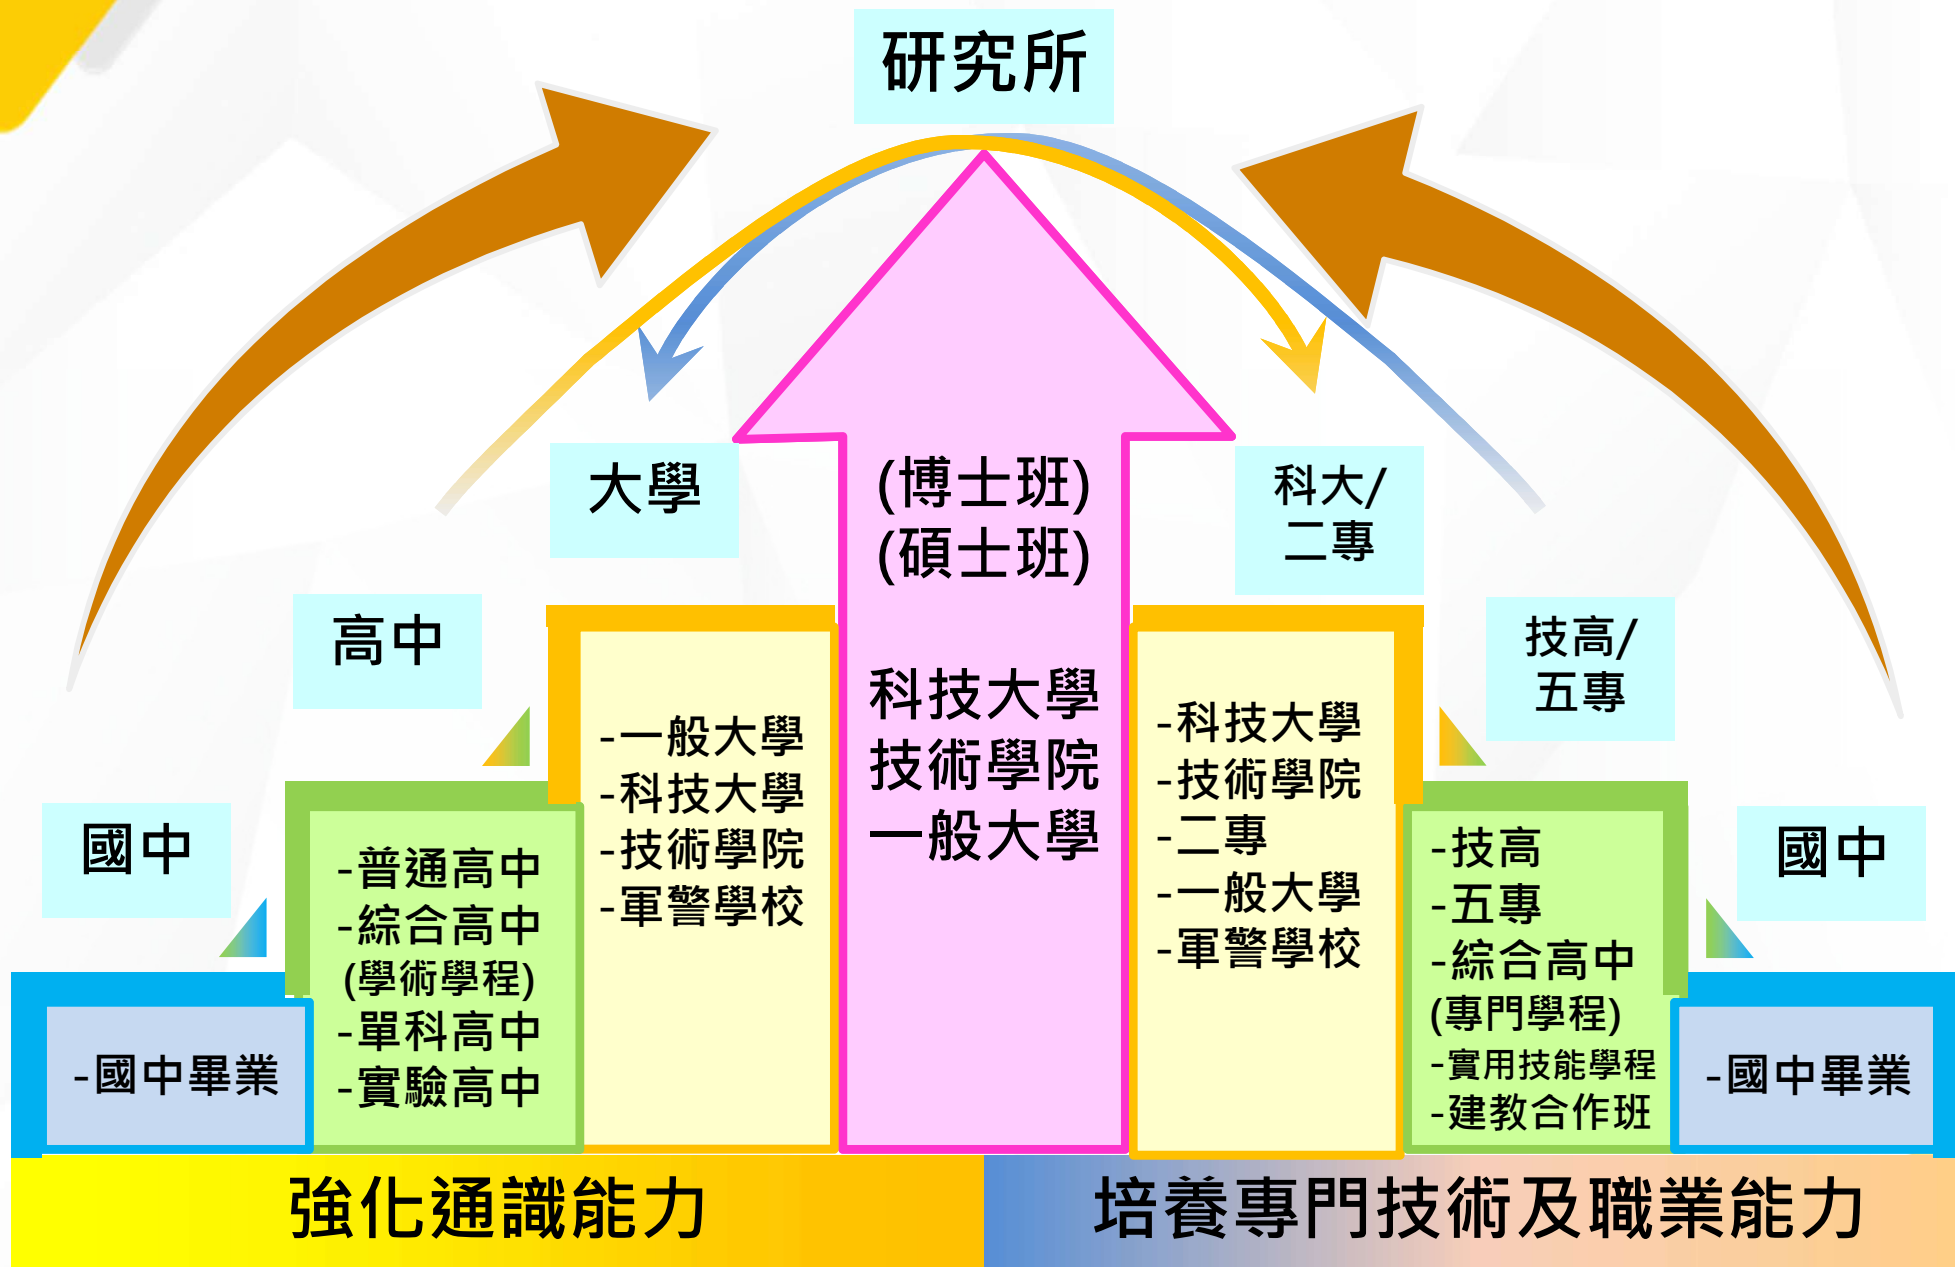 研究所
大學
(博士班)
(碩士班)
科技大學
技術學院
一般大學
科大/
二專
高中
技高/
五專
國中
國中
-國中畢業
-普通高中
-綜合高中
(學術學程)
-單科高中
-實驗高中
-一般大學
-科技大學
-技術學院
-軍警學校
-科技大學
-技術學院
-二專
-一般大學
-軍警學校
-技高
-五專
-綜合高中
(專門學程)
-實用技能學程
-建教合作班
-國中畢業
強化通識能力
培養專門技術及職業能力